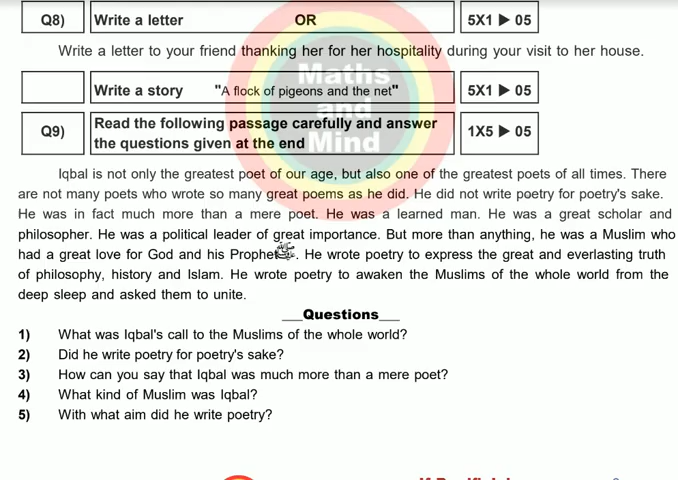 Q8) Write a letter OR 5X1 ▶ 05
Write a letter to your friend thanking her for her hospitality during your visit to her house.
Maths
Write a story "A flock of pigeons and the net" 5X1 ▶ 05
and
Q9) Read the following passage carefully and answer 1X5 ▶ 05
the questions given at the end
Mind
Iqbal is not only the greatest poet of our age, but also one of the greatest poets of all times. There
are not many poets who wrote so many great poems as he did. He did not write poetry for poetry's sake.
He was in fact much more than a mere poet. He was a learned man. He was a great scholar and
philosopher. He was a political leader of great importance. But more than anything, he was a Muslim who
had a great love for God and his Prophet ﷺ. He wrote poetry to express the great and everlasting truth
of philosophy, history and Islam. He wrote poetry to awaken the Muslims of the whole world from the
deep sleep and asked them to unite.
___Questions___
1) What was Iqbal's call to the Muslims of the whole world?
2) Did he write poetry for poetry's sake?
3) How can you say that Iqbal was much more than a mere poet?
4) What kind of Muslim was Iqbal?
5) With what aim did he write poetry?